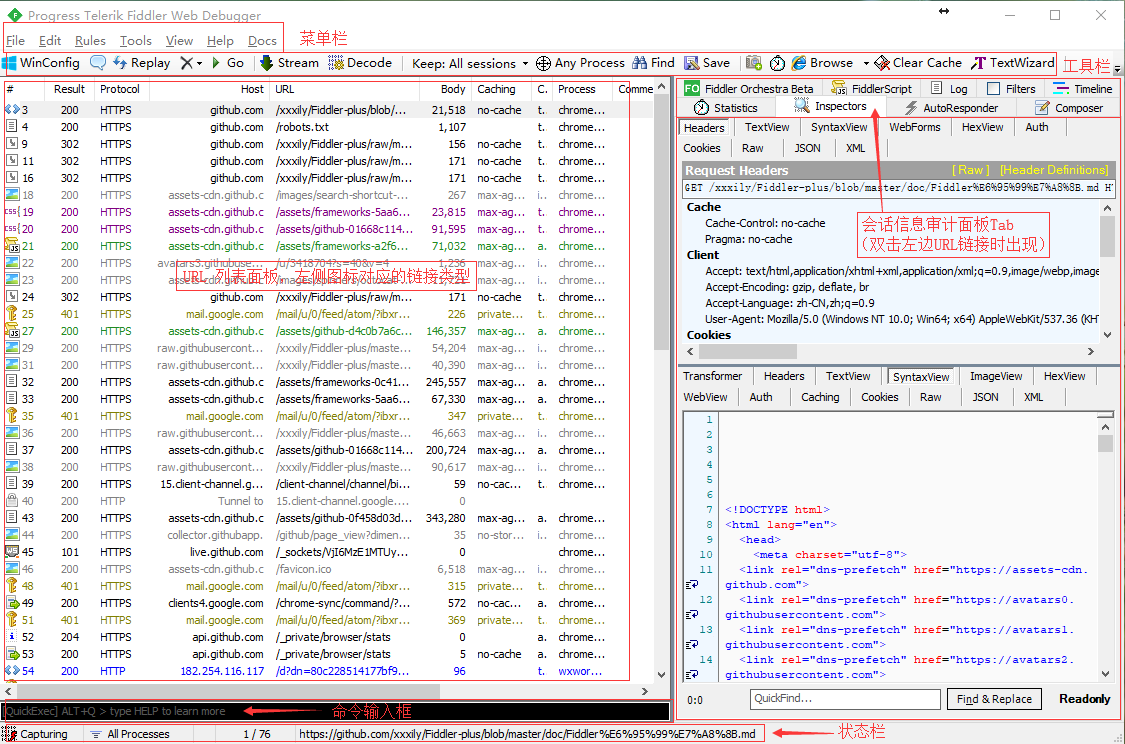 Progress Telerik Fiddler Web Debugger
File Edit Rules Tools View Help Docs 菜单栏
WinConfig Replay Go Stream Decode Keep: All sessions Any Process Find Save Browse Clear Cache TextWizard 工具栏
# Result Protocol Host URL Body Caching C. Process Comme
3 200 HTTPS github.com /xxxily/Fiddler-plus/blob/... 21,518 no-cache t. chrome...
4 200 HTTPS github.com /robots.txt 1,107 t. chrome...
9 302 HTTPS github.com /xxxily/Fiddler-plus/raw/m... 156 no-cache t. chrome...
11 302 HTTPS github.com /xxxily/Fiddler-plus/raw/m... 171 no-cache t. chrome...
16 302 HTTPS github.com /xxxily/Fiddler-plus/raw/m... 171 no-cache t. chrome...
18 200 HTTPS assets-cdn.github.c /images/search-shortcut-... 267 max-ag... i.. chrome...
19 200 HTTPS assets-cdn.github.c /assets/frameworks-5aa6... 23,815 max-ag... t. chrome...
20 200 HTTPS assets-cdn.github.c /assets/github-01668c114... 91,595 max-ag... t. chrome...
21 200 HTTPS assets-cdn.github.c /assets/frameworks-a2f6... 71,032 max-ag... a. chrome...
22 200 HTTPS avatars3.githubuse... /u/3418704?s=40&v=4 1,236 max-ag... i.. chrome...
23 200 HTTPS assets-cdn.github.c max-ag... i.. chrome...
URL 列表面板，左侧图标对应的链接类型
24 302 HTTPS github.com /xxxily/Fiddler-plus/raw/m... 171 no-cache t. chrome...
25 401 HTTPS mail.google.com /mail/u/0/feed/atom/?ibxr... 226 private... t. chrome...
27 200 HTTPS assets-cdn.github.c /assets/github-d4c0b7a6c... 146,357 max-ag... a. chrome...
29 200 HTTPS raw.githubusercont... /xxxily/Fiddler-plus/maste... 54,204 max-ag... i.. chrome...
31 200 HTTPS raw.githubusercont... /xxxily/Fiddler-plus/maste... 40,390 max-ag... i.. chrome...
32 200 HTTPS assets-cdn.github.c /assets/frameworks-0c41... 245,557 max-ag... a. chrome...
33 200 HTTPS assets-cdn.github.c /assets/frameworks-5aa6... 67,330 max-ag... a. chrome...
35 401 HTTPS mail.google.com /mail/u/0/feed/atom/?ibxr... 347 private... t. chrome...
36 200 HTTPS raw.githubusercont... /xxxily/Fiddler-plus/maste... 46,663 max-ag... i.. chrome...
37 200 HTTPS assets-cdn.github.c /assets/github-01668c114... 200,724 max-ag... a. chrome...
38 200 HTTPS raw.githubusercont... /xxxily/Fiddler-plus/maste... 90,617 max-ag... i.. chrome...
39 200 HTTPS 15.client-channel.g... /client-channel/channel/bi... 59 no-cac... t. chrome...
40 200 HTTP Tunnel to 15.client-channel.google.... 0 chrome...
43 200 HTTPS assets-cdn.github.c /assets/github-0f458d03d... 343,280 max-ag... a. chrome...
44 200 HTTPS collector.githubapp. /github/page_view?dimen... 35 no-stor... i.. chrome...
45 101 HTTPS live.github.com /_sockets/VjI6MzE1MTUy... 0 chrome...
46 200 HTTPS assets-cdn.github.c /favicon.ico 6,518 max-ag... i.. chrome...
48 401 HTTPS mail.google.com /mail/u/0/feed/atom/?ibxr... 315 private... t. chrome...
49 200 HTTPS clients4.google.com /chrome-sync/command/?... 572 no-cac... a. chrome...
51 401 HTTPS mail.google.com /mail/u/0/feed/atom/?ibxr... 369 private... t. chrome...
52 204 HTTPS api.github.com /_private/browser/stats 0 a. chrome...
53 200 HTTPS api.github.com /_private/browser/stats 5 no-cache a. chrome...
54 200 HTTP 182.254.116.117 /d?dn=80c228514177bf9... 96 t. wxwor...
FO Fiddler Orchestra Beta FiddlerScript Log Filters Timeline
Statistics Inspectors AutoResponder Composer
Headers TextView SyntaxView WebForms HexView Auth
Cookies Raw JSON XML
Request Headers [ Raw ] [Header Definitions]
GET /xxxily/Fiddler-plus/blob/master/doc/Fiddler%E6%95%99%E7%A8%8B.md HT
Cache
Cache-Control: no-cache
Pragma: no-cache
会话信息审计面板Tab
（双击左边URL链接时出现）
Client
Accept: text/html,application/xhtml+xml,application/xml;q=0.9,image/webp,image
Accept-Encoding: gzip, deflate, br
Accept-Language: zh-CN,zh;q=0.9
User-Agent: Mozilla/5.0 (Windows NT 10.0; Win64; x64) AppleWebKit/537.36 (KH
Cookies
Transformer Headers TextView SyntaxView ImageView HexView
WebView Auth Caching Cookies Raw JSON XML
1
2
3
4
5
6
7 <!DOCTYPE html>
8 <html lang="en">
9 <head>
10 <meta charset="utf-8">
11 <link rel="dns-prefetch" href="https://assets-cdn.
github.com">
12 <link rel="dns-prefetch" href="https://avatars0.
githubusercontent.com">
13 <link rel="dns-prefetch" href="https://avatars1.
githubusercontent.com">
14 <link rel="dns-prefetch" href="https://avatars2.
githubusercontent.com">
0:0 QuickFind... Find & Replace Readonly
[QuickExec] ALT+Q > type HELP to learn more 命令输入框
Capturing All Processes 1 / 76 https://github.com/xxxily/Fiddler-plus/blob/master/doc/Fiddler%E6%95%99%E7%A8%8B.md 状态栏